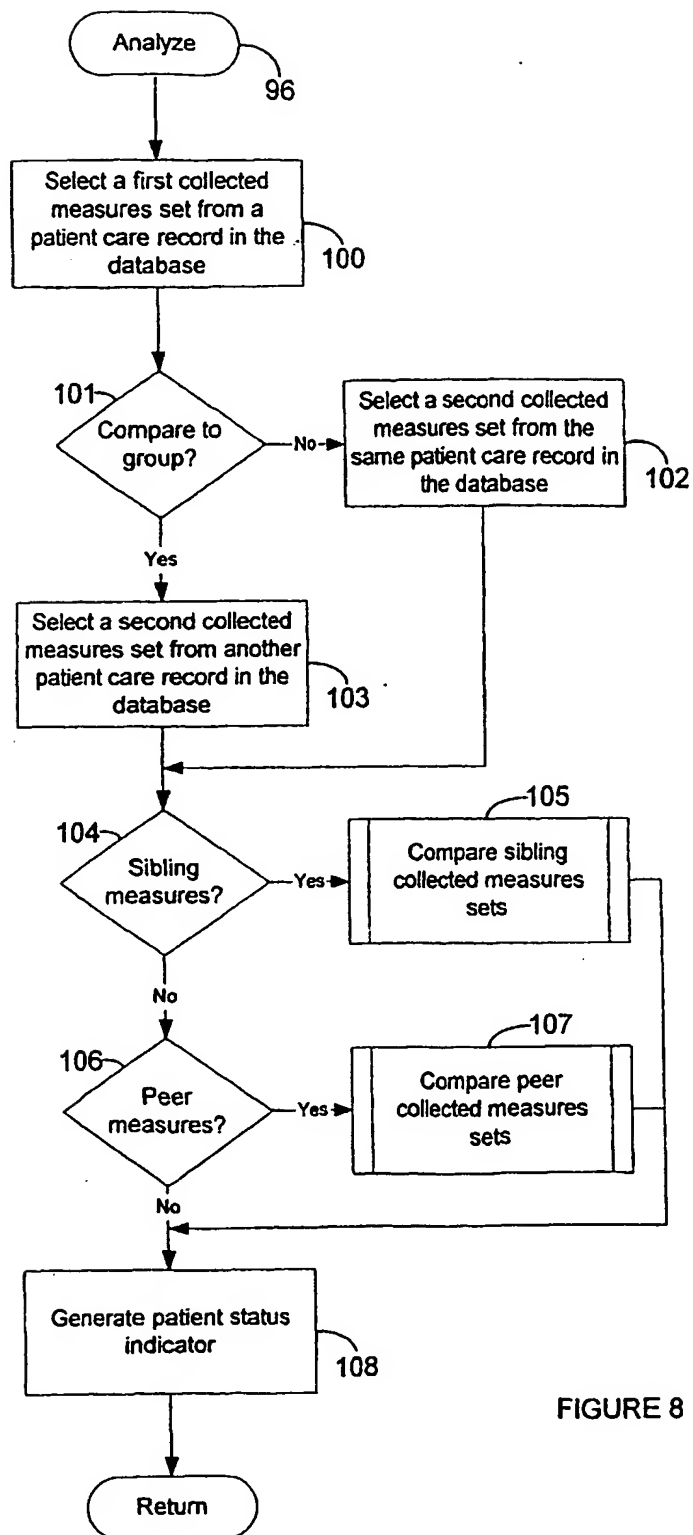 Analyze
96
Select a first collected
measures set from a
patient care record in the
database
100
101
Compare to
group?
No
Select a second collected
measures set from the
same patient care record in
the database
102
Yes
Select a second collected
measures set from another
patient care record in the
database
103
104
Sibling
measures?
Yes
105
Compare sibling
collected measures
sets
No
106
Peer
measures?
Yes
107
Compare peer
collected measures
sets
No
Generate patient status
indicator
108
FIGURE 8
Return